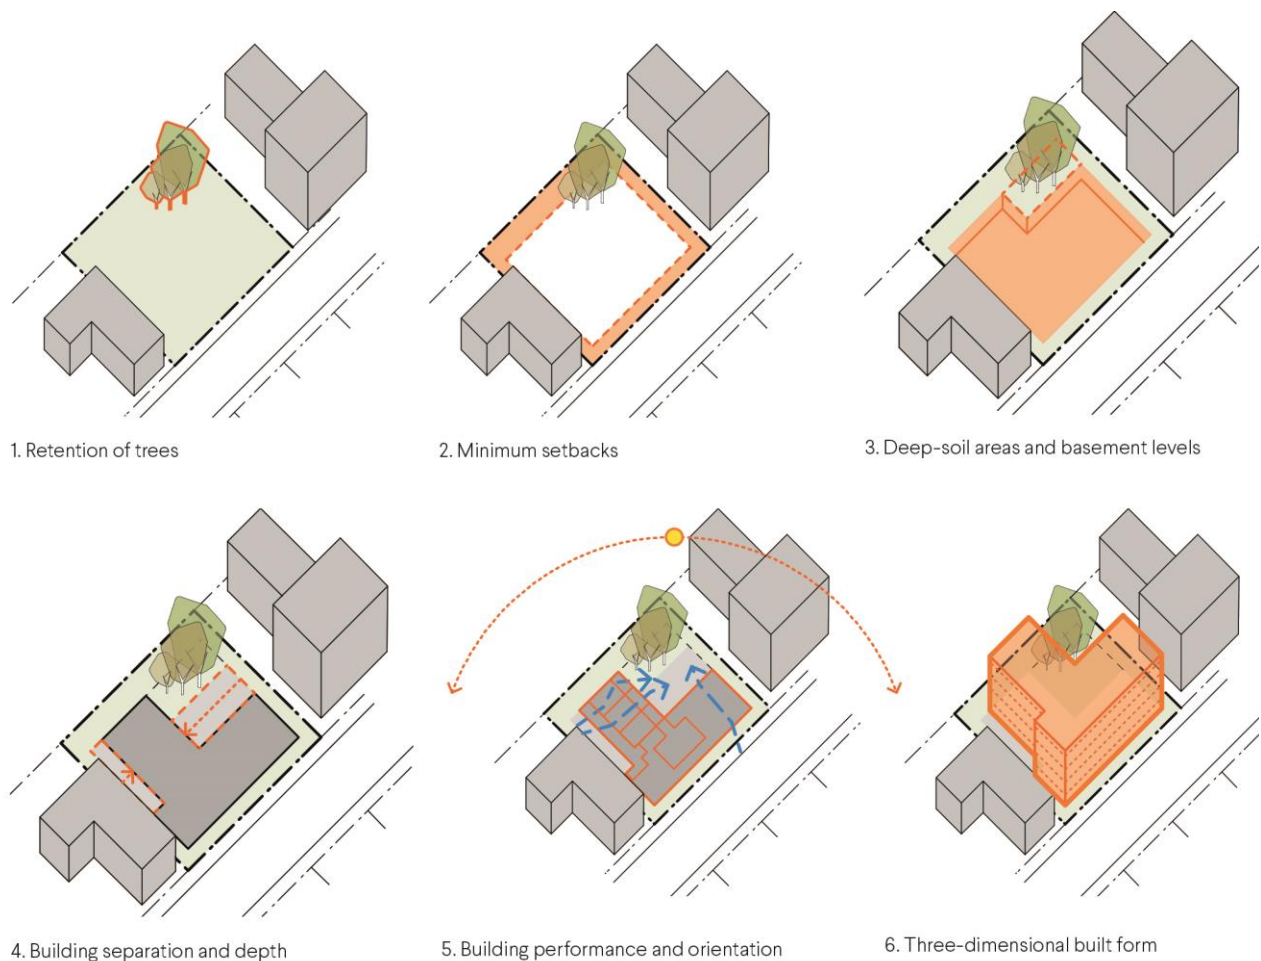 1. Retention of trees
2. Minimum setbacks
3. Deep-soil areas and basement levels
4. Building separation and depth
5. Building performance and orientation
6. Three-dimensional built form